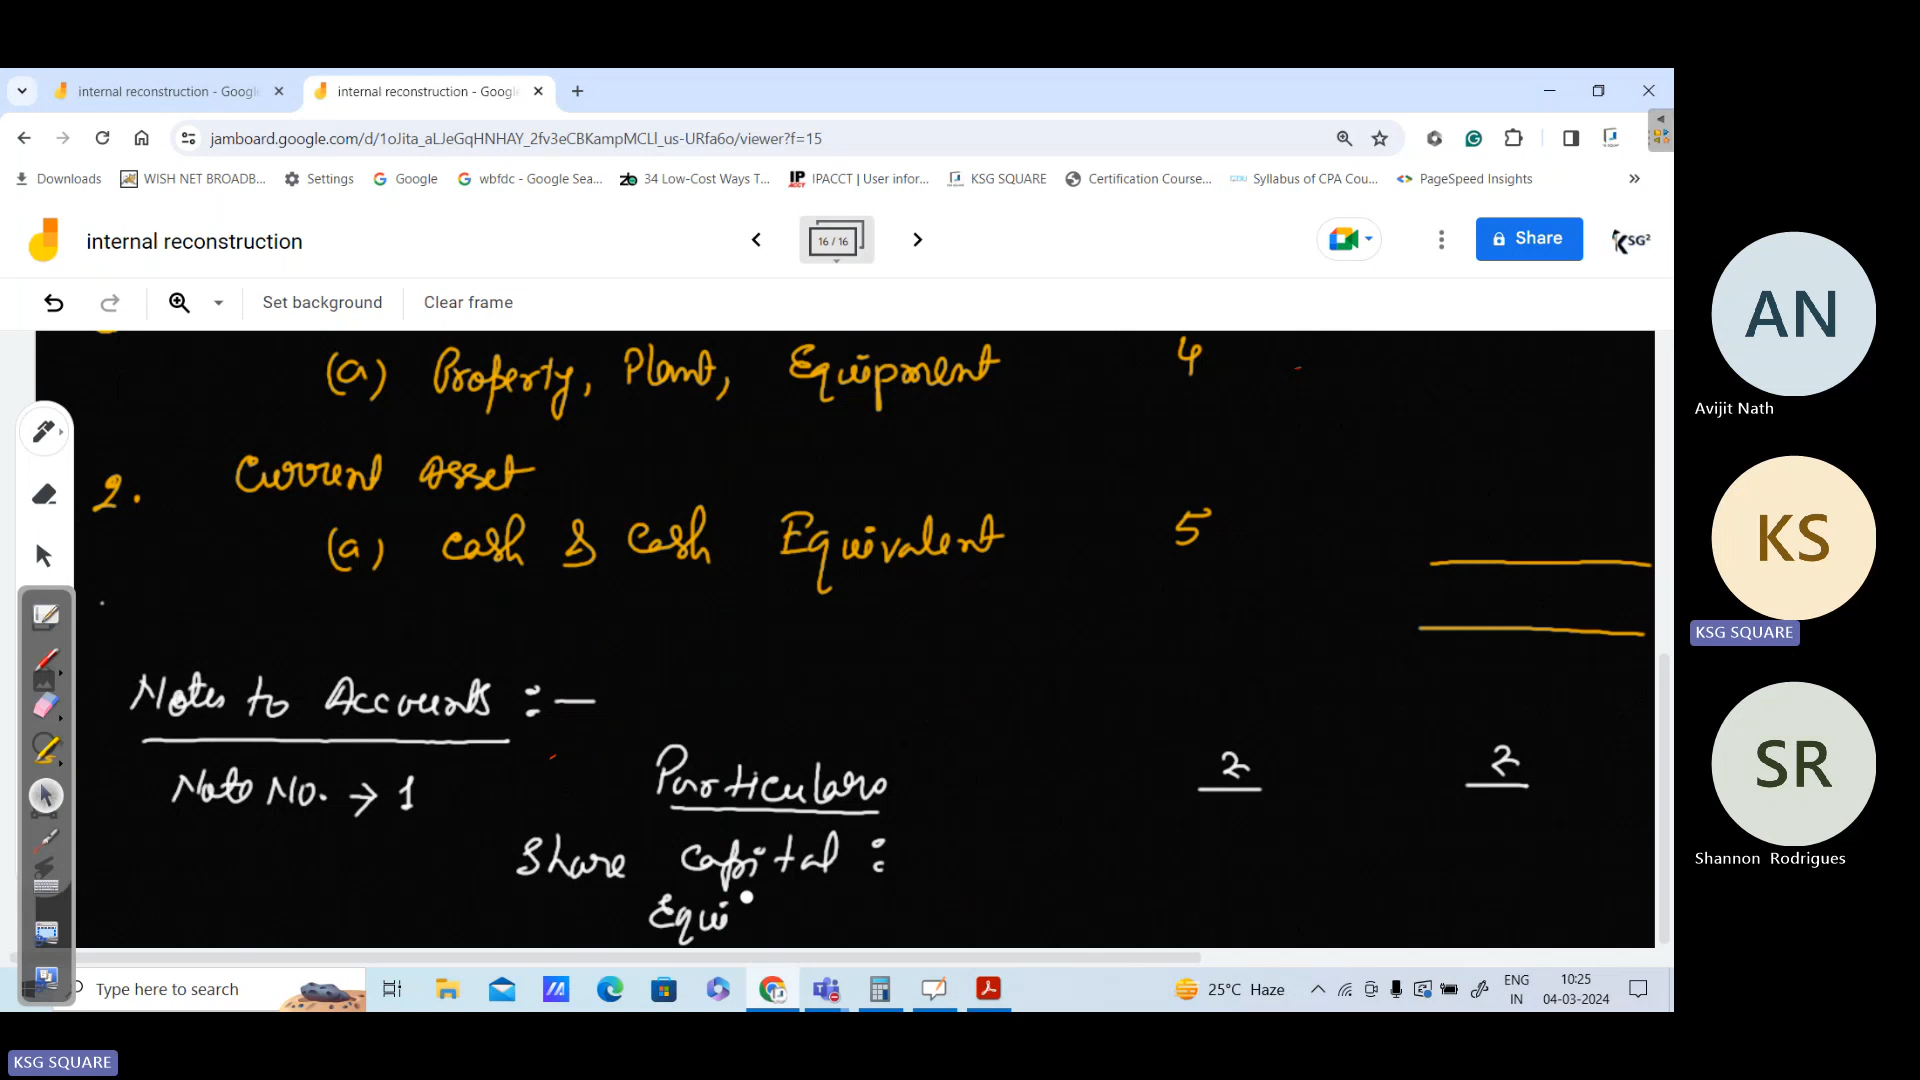 internal reconstruction - Google
internal reconstruction - Google
jamboard.google.com/d/1oJita_aLJeGqHNHAY_2fv3eCBKampMCLl_us-URfa6o/viewer?f=15
Downloads
WISH NET BROADB...
Settings
Google
wbfdc - Google Sea...
34 Low-Cost Ways T...
IPACCT | User infor...
KSG SQUARE
Certification Course...
Syllabus of CPA Cou...
PageSpeed Insights
internal reconstruction
16 / 16
Share
KSG²
Set background
Clear frame
(a) Property, Plant, Equipment 4
2. Current Asset
(a) Cash & Cash Equivalent 5
Notes to Accounts :—
Note No. → 1 Particulars 2 2
Share Capital :
Equi
Type here to search
25°C Haze
ENG
IN
10:25
04-03-2024
AN
Avijit Nath
KS
KSG SQUARE
SR
Shannon Rodrigues
KSG SQUARE